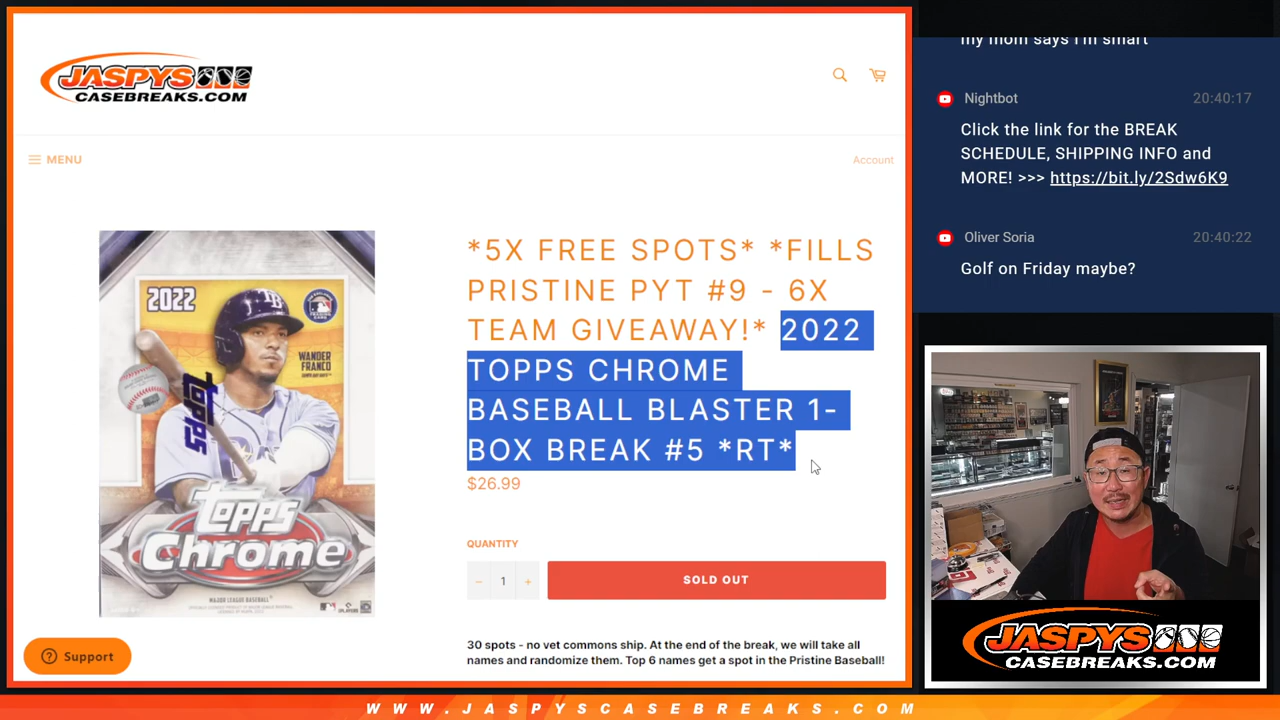 JASPYS
CASEBREAKS.COM
MENU
Account
2022
WANDER
FRANCO
topps
topps
Chrome
MAJOR LEAGUE BASEBALL
*5X FREE SPOTS* *FILLS
PRISTINE PYT #9 - 6X
TEAM GIVEAWAY!* 2022
TOPPS CHROME
BASEBALL BLASTER 1-
BOX BREAK #5 *RT*
$26.99
QUANTITY
− 1 +
SOLD OUT
30 spots - no vet commons ship. At the end of the break, we will take all
names and randomize them. Top 6 names get a spot in the Pristine Baseball!
Support
my mom says I'm smart
Nightbot 20:40:17
Click the link for the BREAK
SCHEDULE, SHIPPING INFO and
MORE! >>> https://bit.ly/2Sdw6K9
Oliver Soria 20:40:22
Golf on Friday maybe?
JASPYS
CASEBREAKS.COM
WWW.JASPYSCASEBREAKS.COM